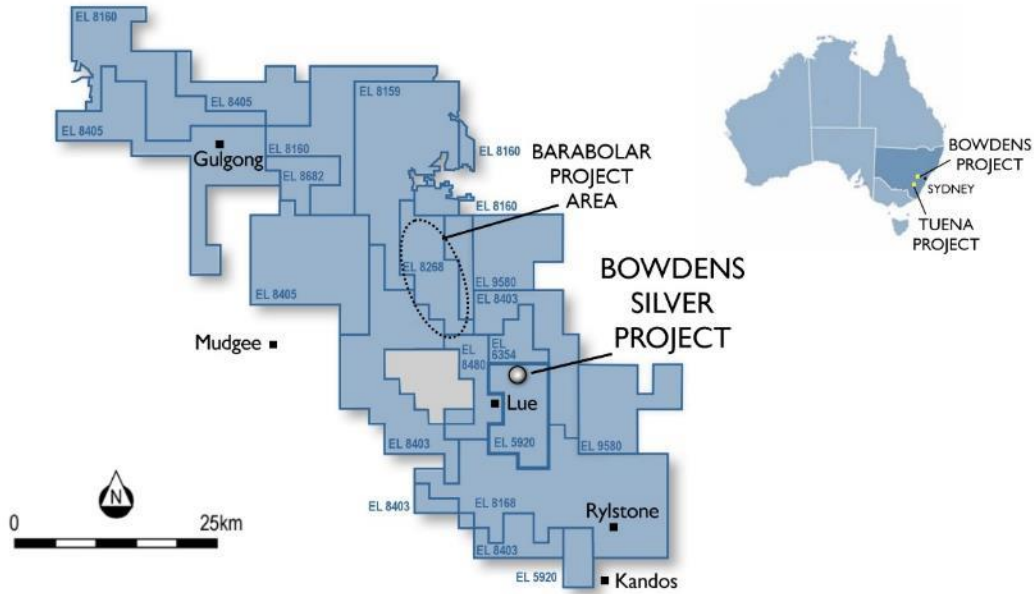 EL 8160
EL 8405
EL 8159
EL 8405
Gulgong
EL 8160
EL 8682
EL 8160
BARABOLAR
PROJECT
AREA
EL 8160
EL 8268
EL 9580
EL 8405
EL 8403
BOWDENS
SILVER
PROJECT
Mudgee
EL
6354
EL
8480
Lue
EL 8403
EL 5920
EL 9580
EL 8403
EL 8168
Rylstone
EL 8403
EL 5920
Kandos
N
0 25km
BOWDENS
PROJECT
SYDNEY
TUENA
PROJECT